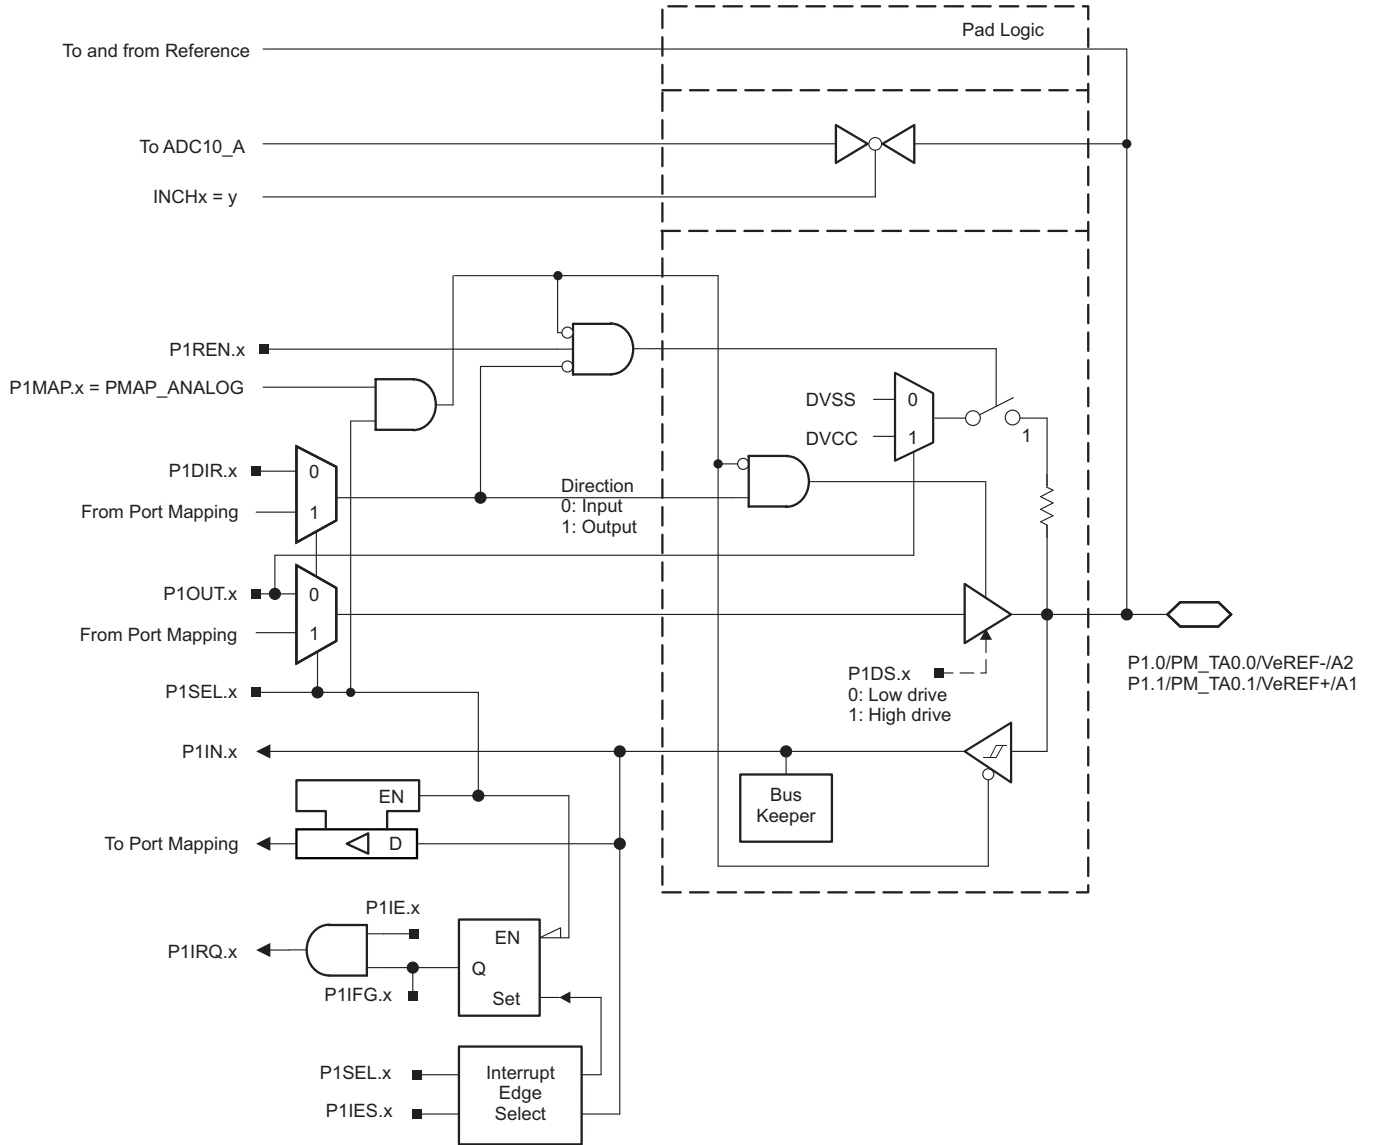 Pad Logic
To and from Reference
To ADC10_A
INCHx = y
P1REN.x
P1MAP.x = PMAP_ANALOG
DVSS
0
DVCC
1
1
P1DIR.x
0
From Port Mapping
1
Direction
0: Input
1: Output
P1OUT.x
0
From Port Mapping
1
P1SEL.x
P1DS.x
0: Low drive
1: High drive
P1.0/PM_TA0.0/VeREF-/A2
P1.1/PM_TA0.1/VeREF+/A1
P1IN.x
EN
Bus
Keeper
To Port Mapping
D
P1IE.x
P1IRQ.x
EN
Q
P1IFG.x
Set
P1SEL.x
P1IES.x
Interrupt
Edge
Select